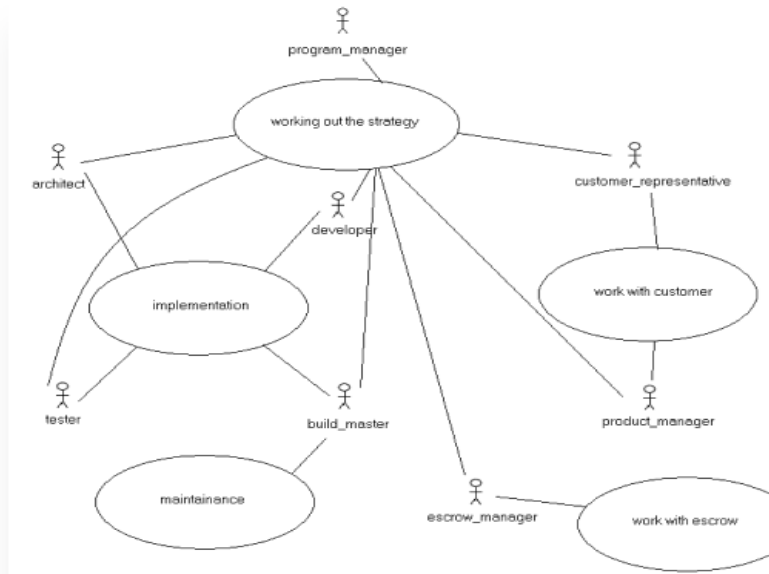 program_manager
working out the strategy
architect
customer_representative
developer
implementation
work with customer
tester
build_master
product_manager
maintainance
escrow_manager
work with escrow